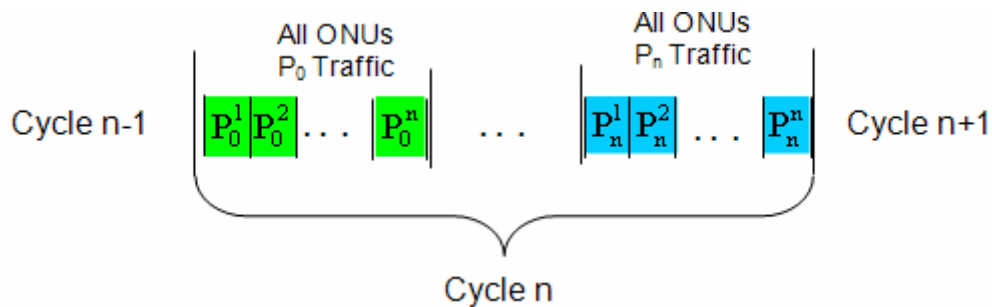 All ONUs
P₀ Traffic
All ONUs
Pₙ Traffic
Cycle n-1
P₀¹ P₀² . . . P₀ⁿ . . . Pₙ¹ Pₙ² . . . Pₙⁿ
Cycle n+1
Cycle n